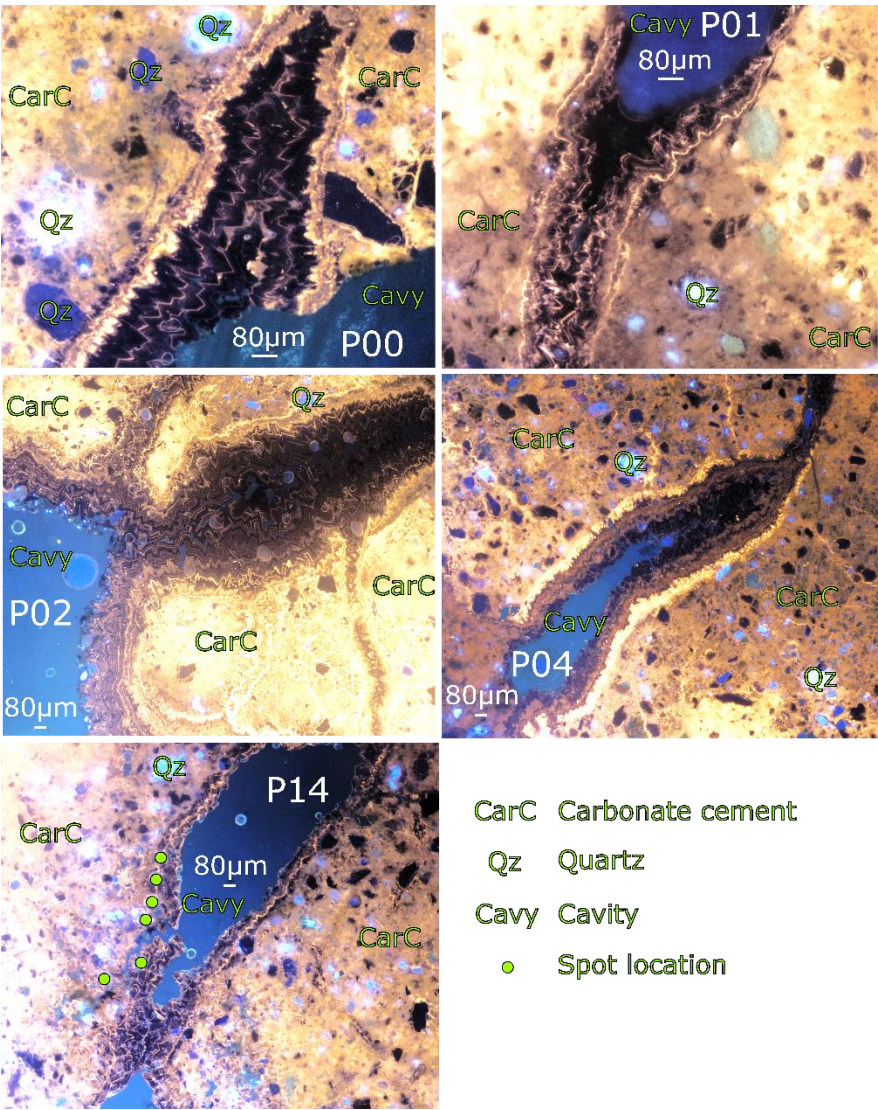 Qz
Cavy P01
80µm
Qz
CarC
CarC
Qz
Qz
Cavy
80µm P00
CarC
Qz
CarC
CarC
Qz
Cavy
P02
CarC
CarC
80µm
CarC
Qz
CarC
Cavy
P04
80µm
Qz
Qz
P14
CarC
80µm
Cavy
CarC
CarC Carbonate cement
Qz Quartz
Cavy Cavity
Spot location